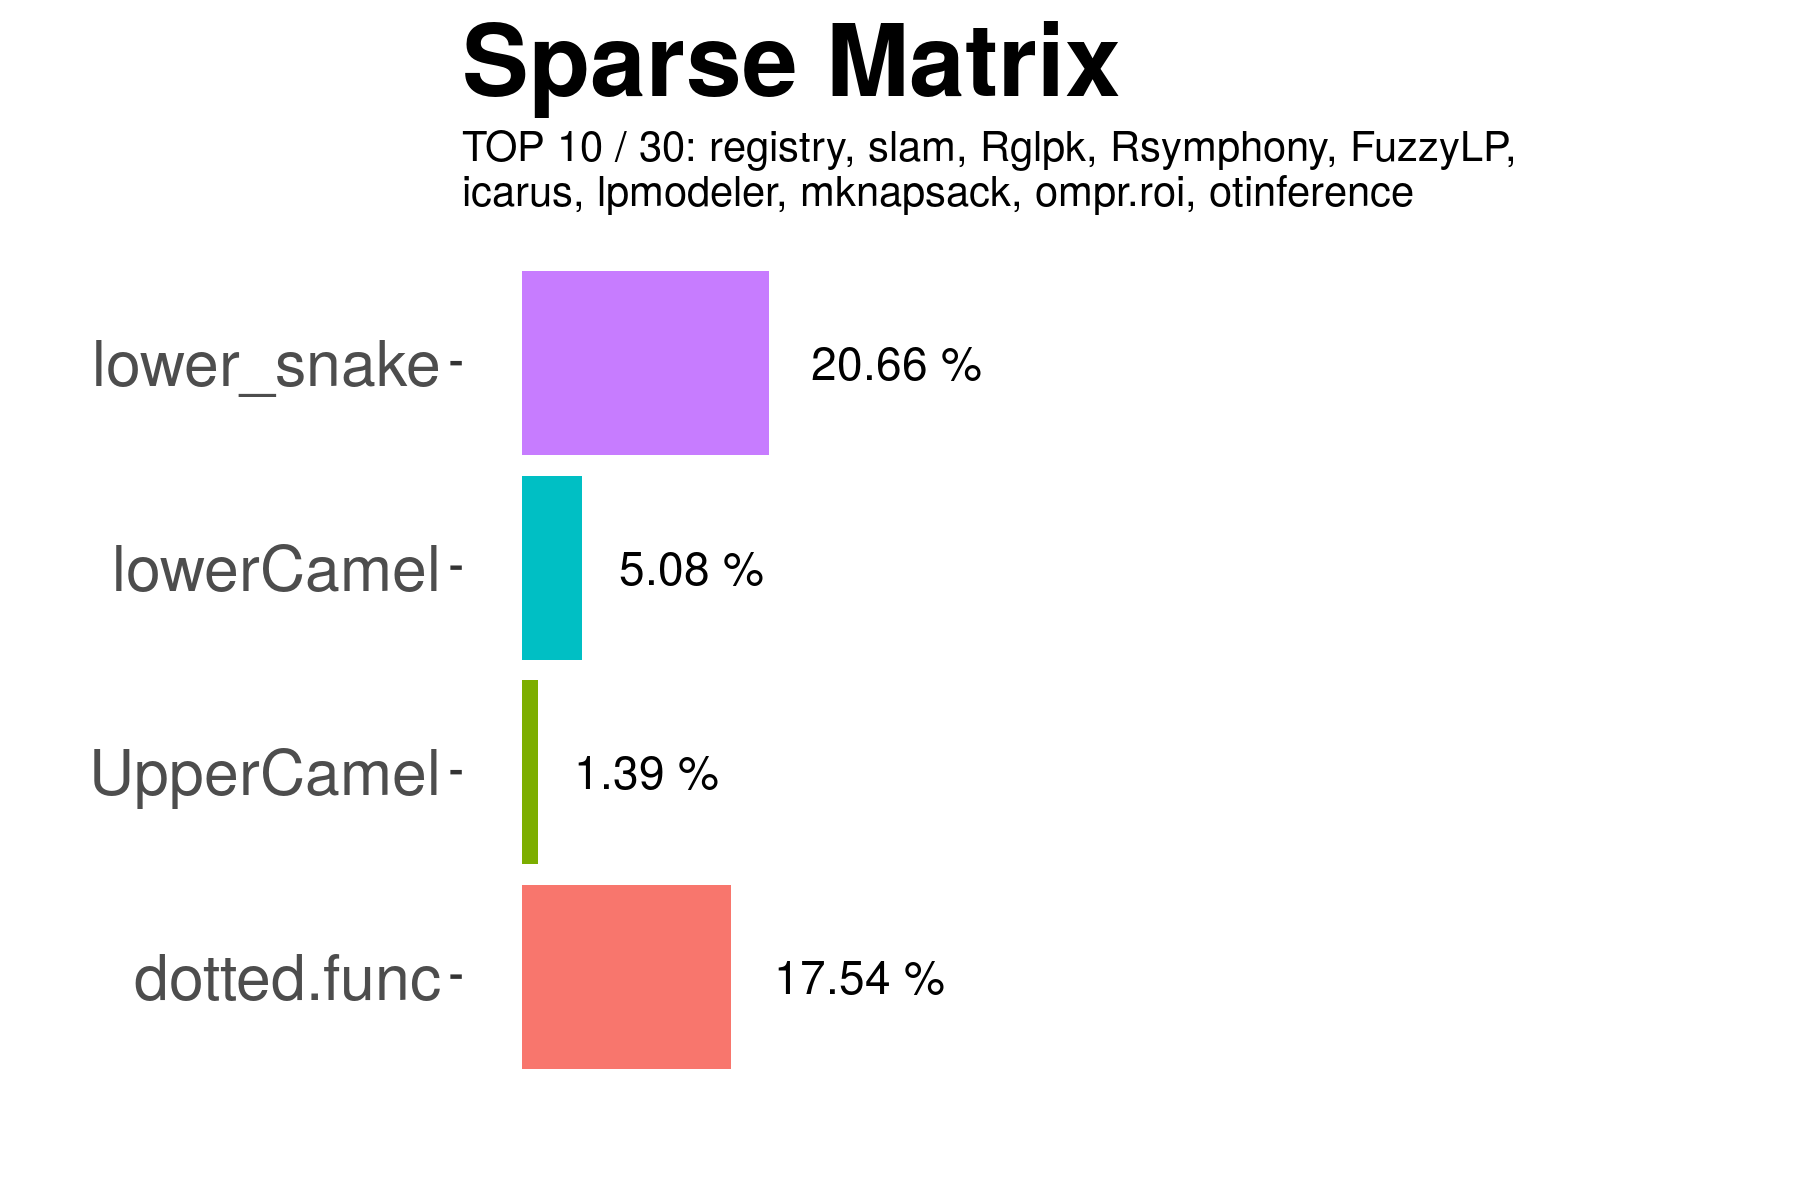 Sparse Matrix
TOP 10 / 30: registry, slam, Rglpk, Rsymphony, FuzzyLP,
icarus, lpmodeler, mknapsack, ompr.roi, otinference
lower_snake
20.66 %
lowerCamel
5.08 %
UpperCamel
1.39 %
dotted.func
17.54 %